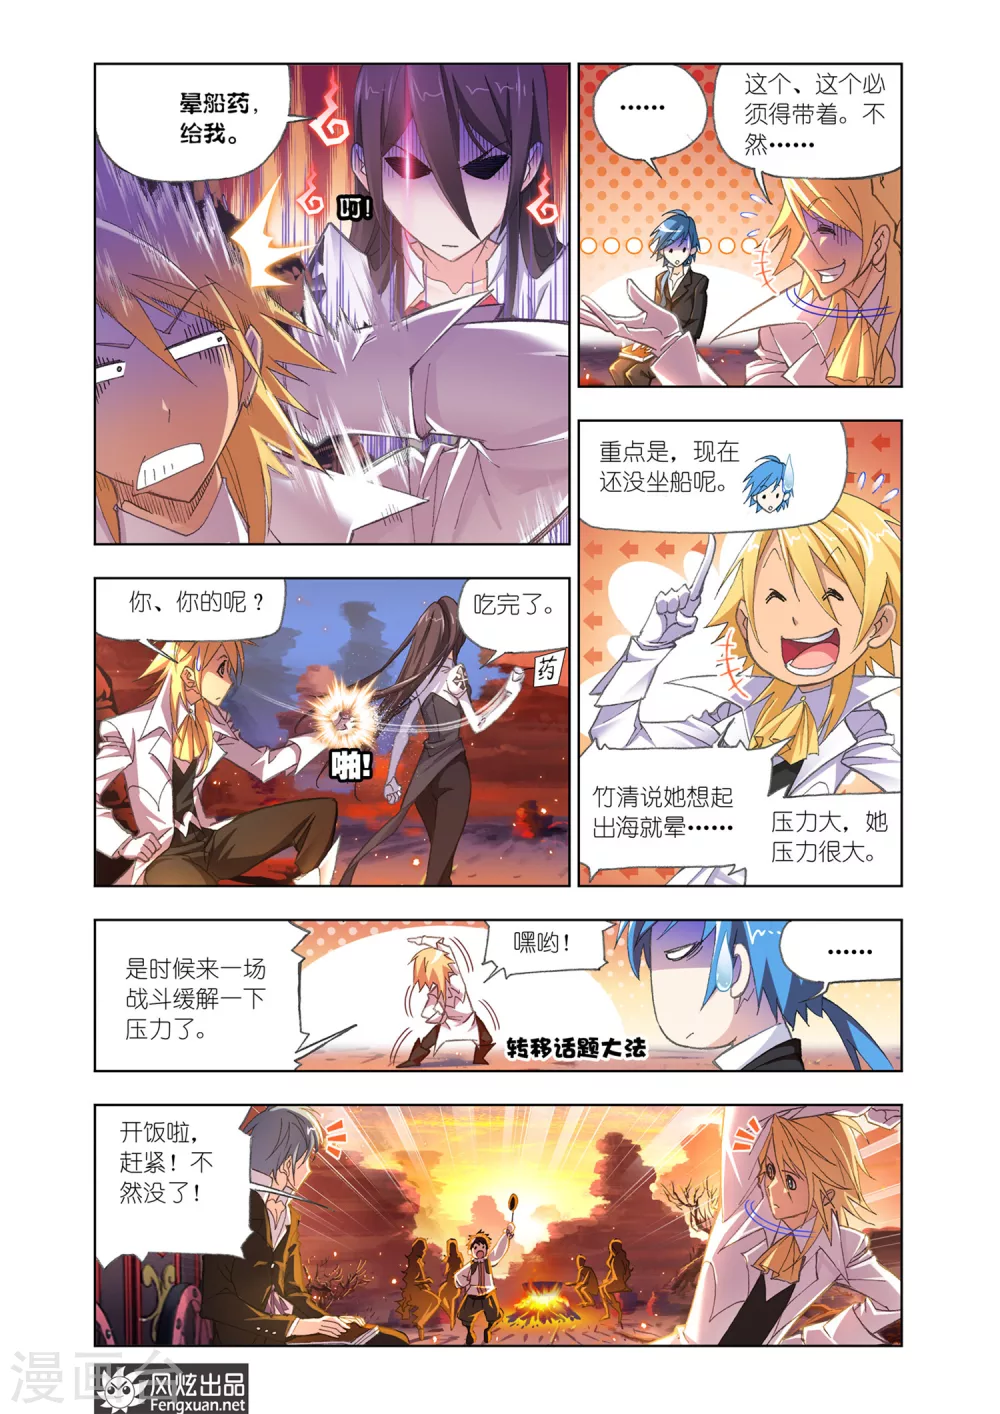 晕船药，
给我。
呵！
……
这个、这个必
须得带着。不
然……
重点是，现在
还没坐船呢。
你、你的呢？
吃完了。
药
啪！
竹清说她想起
出海就晕……
压力大，她
压力很大。
是时候来一场
战斗缓解一下
压力了。
嘿哟！
……
转移话题大法
开饭啦，
赶紧！不
然没了！
漫画台
风炫出品
Fengxuan.net